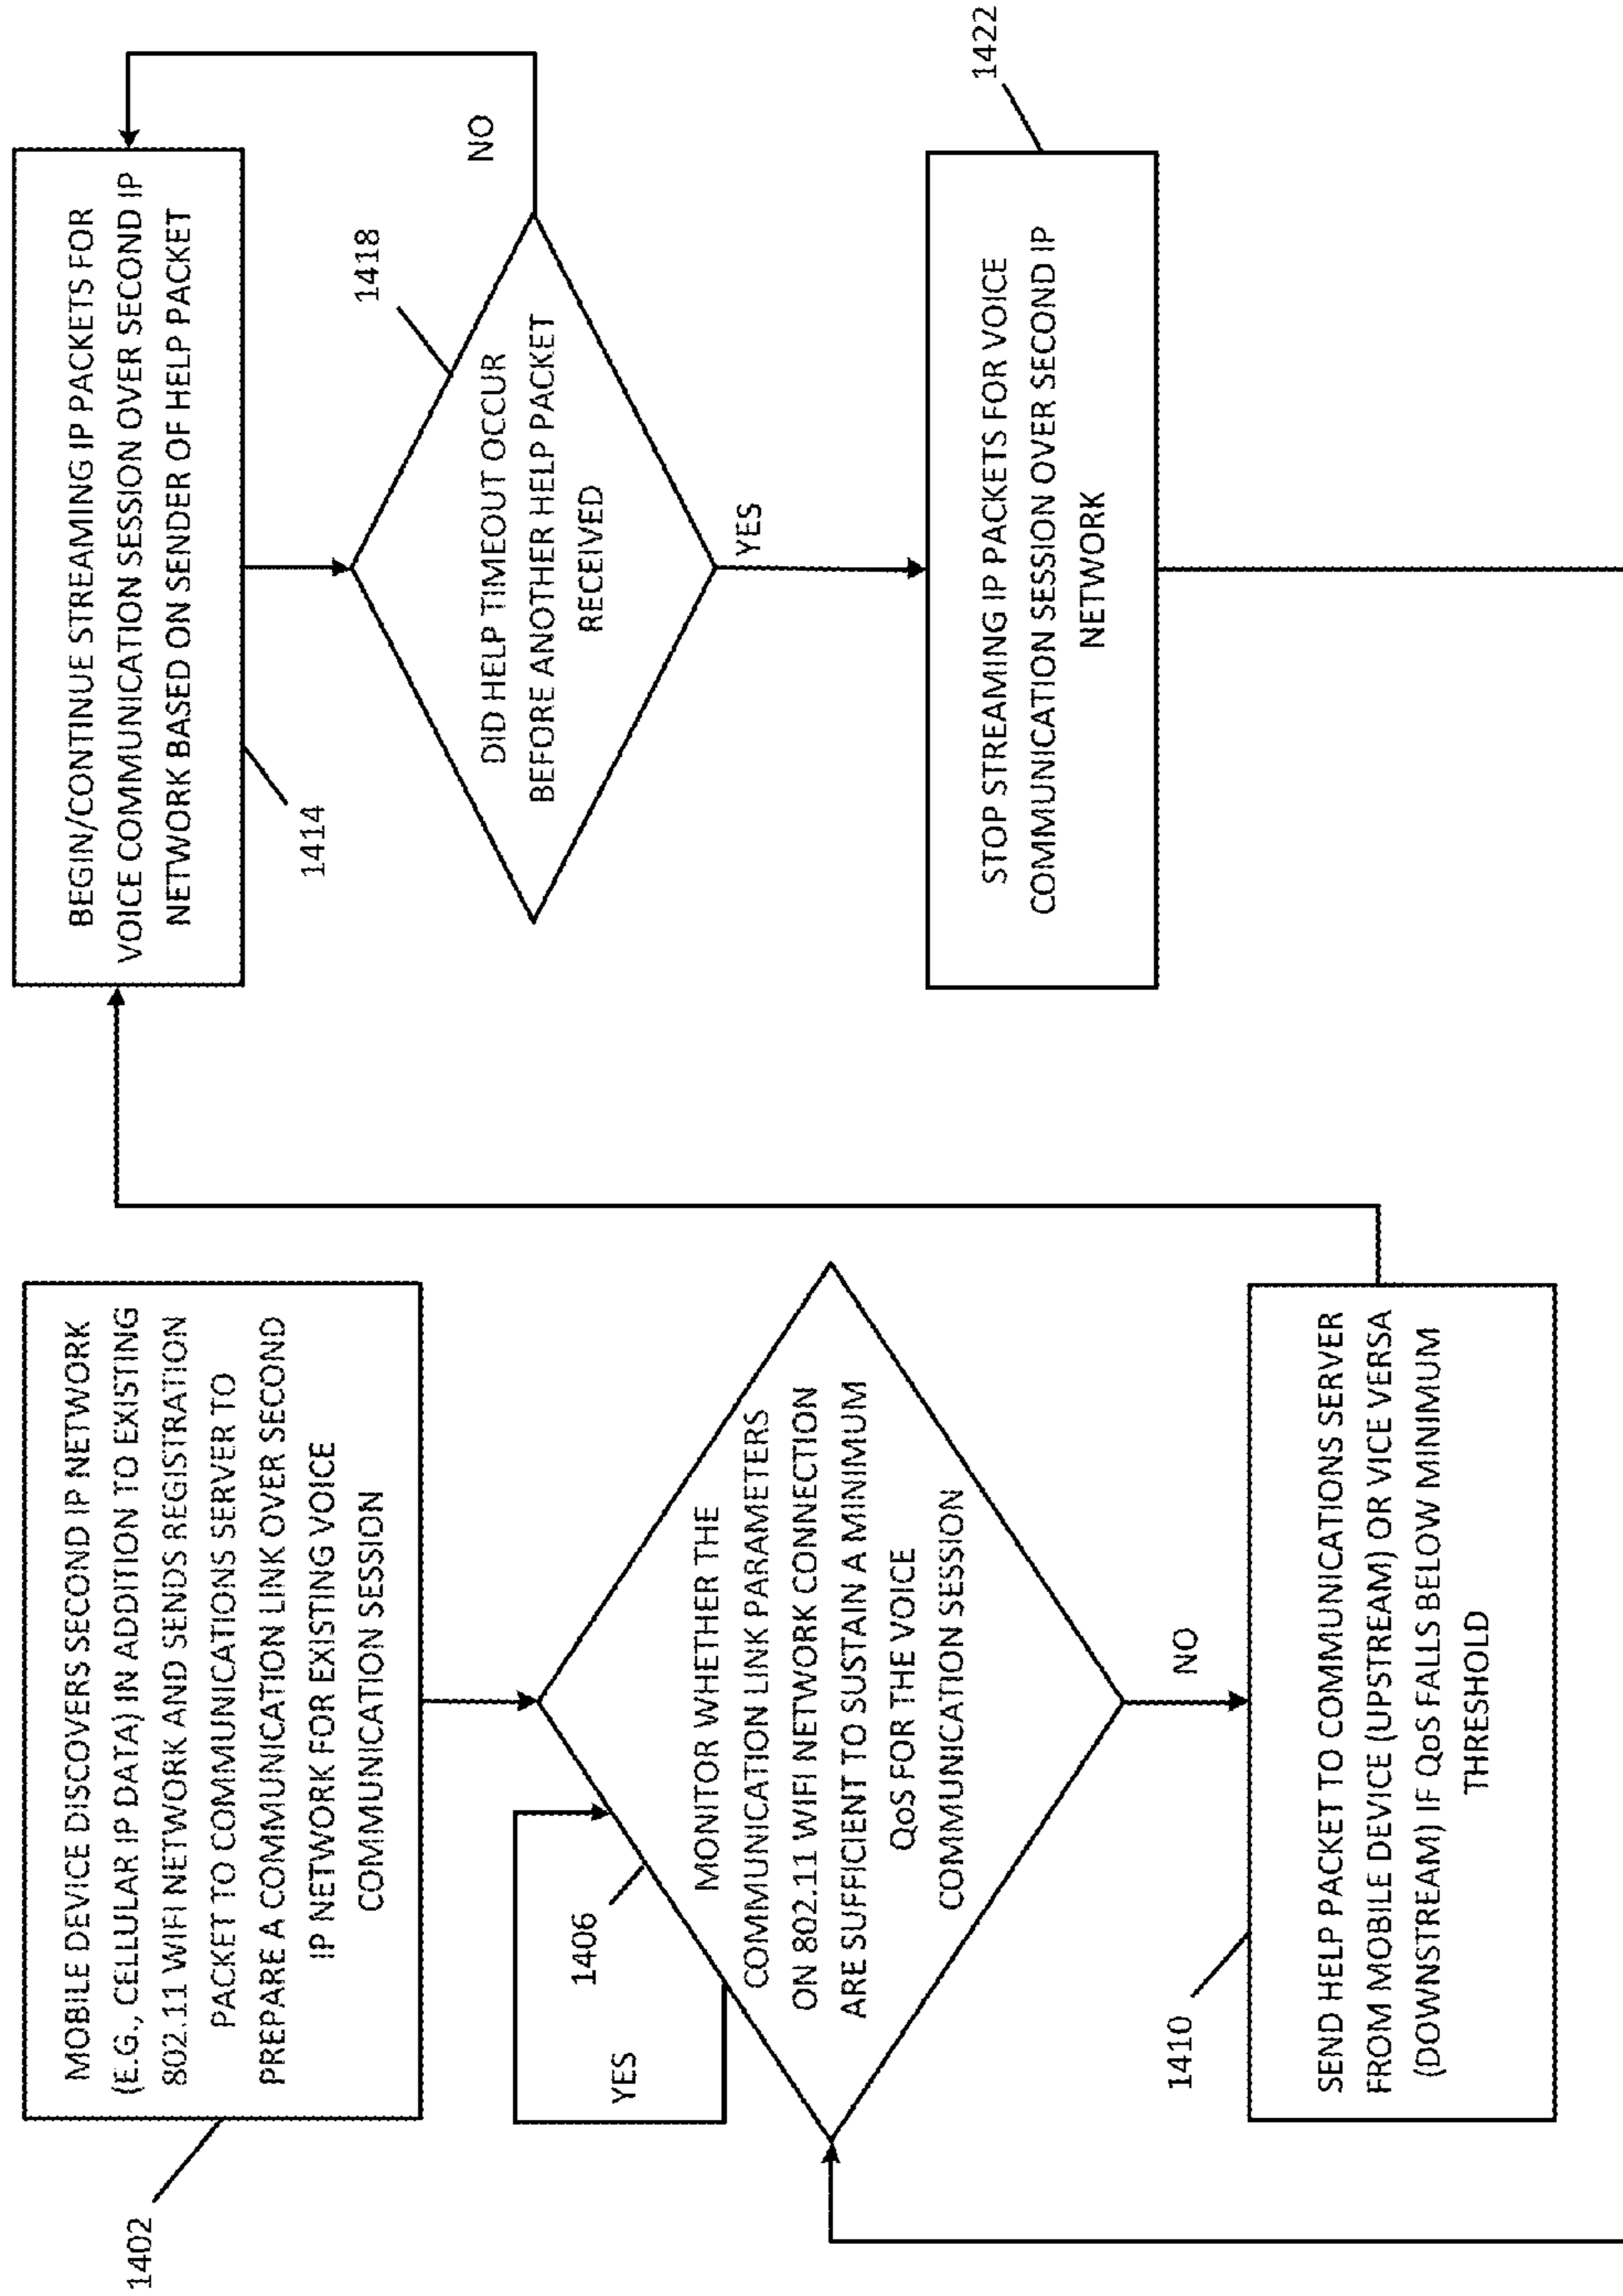 1402
MOBILE DEVICE DISCOVERS SECOND IP NETWORK
(E.G., CELLULAR IP DATA) IN ADDITION TO EXISTING
802.11 WIFI NETWORK AND SENDS REGISTRATION
PACKET TO COMMUNICATIONS SERVER TO
PREPARE A COMMUNICATION LINK OVER SECOND
IP NETWORK FOR EXISTING VOICE
COMMUNICATION SESSION
YES
1406
MONITOR WHETHER THE
COMMUNICATION LINK PARAMETERS
ON 802.11 WIFI NETWORK CONNECTION
ARE SUFFICIENT TO SUSTAIN A MINIMUM
QoS FOR THE VOICE
COMMUNICATION SESSION
NO
1410
SEND HELP PACKET TO COMMUNICATIONS SERVER
FROM MOBILE DEVICE (UPSTREAM) OR VICE VERSA
(DOWNSTREAM) IF QoS FALLS BELOW MINIMUM
THRESHOLD
BEGIN/CONTINUE STREAMING IP PACKETS FOR
VOICE COMMUNICATION SESSION OVER SECOND IP
NETWORK BASED ON SENDER OF HELP PACKET
1414
1418
DID HELP TIMEOUT OCCUR
BEFORE ANOTHER HELP PACKET
RECEIVED
NO
YES
1422
STOP STREAMING IP PACKETS FOR VOICE
COMMUNICATION SESSION OVER SECOND IP
NETWORK